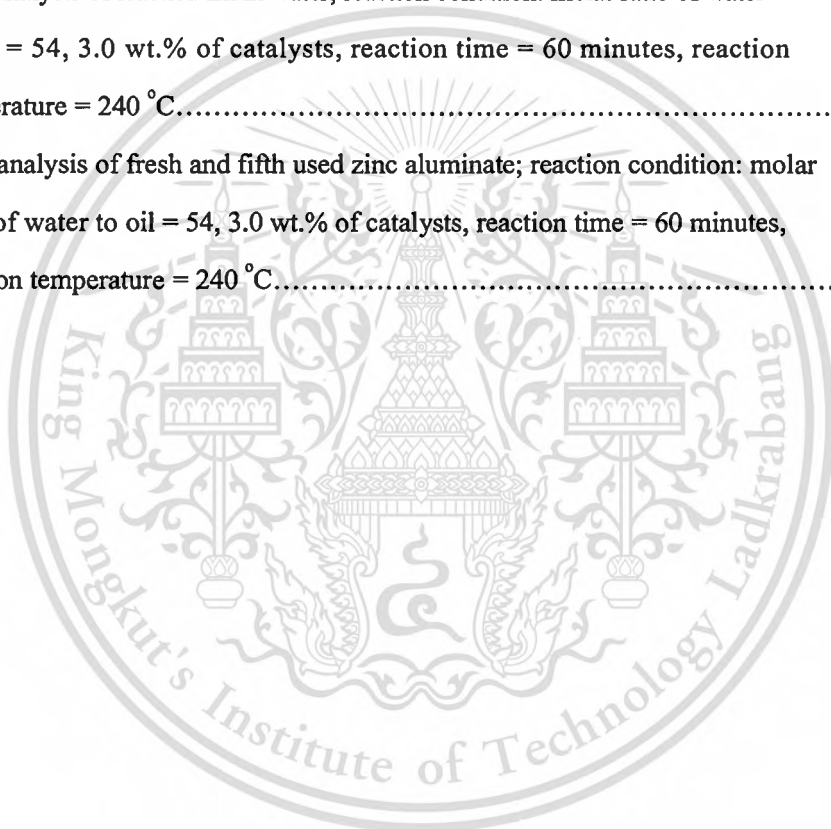 = 54, 3.0 wt.% of catalysts, reaction time = 60 minutes, reaction
erature = 240 °C....................................................................................
analysis of fresh and fifth used zinc aluminate; reaction condition: molar
of water to oil = 54, 3.0 wt.% of catalysts, reaction time = 60 minutes,
on temperature = 240 °C........................................................................
King Mongkut's Institute of Technology Ladkrabang